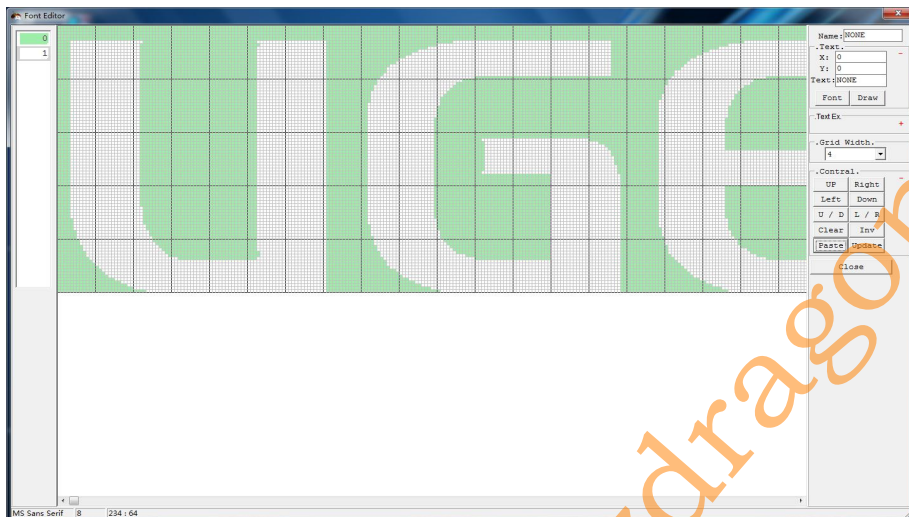 Font Editor
0
1
UGe
Name: NONE
.Text.
X: 0
Y: 0
Text: NONE
Font Draw
.Text Ex.
+
.Grid Width.
4
.Contral.
UP Right
Left Down
U / D L / R
Clear Inv
Paste Update
Close
MS Sans Serif 8 234 : 64
dragon